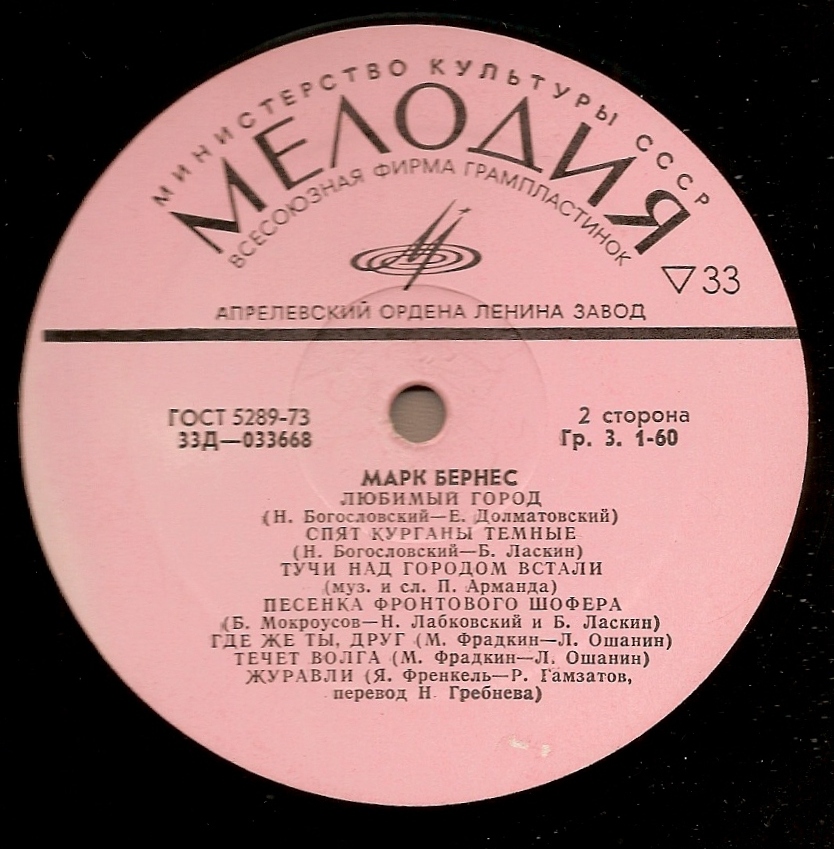 МИНИСТЕРСТВО КУЛЬТУРЫ СССР
МЕЛОДИЯ
ВСЕСОЮЗНАЯ ФИРМА ГРАМПЛАСТИНОК
33
АПРЕЛЕВСКИЙ ОРДЕНА ЛЕНИНА ЗАВОД
ГОСТ 5289-73
33Д—033668
2 сторона
Гр. 3. 1-60
МАРК БЕРНЕС
ЛЮБИМЫЙ ГОРОД
(Н. Богословский—Е. Долматовский)
СПЯТ КУРГАНЫ ТЕМНЫЕ
(Н. Богословский—Б. Ласкин)
ТУЧИ НАД ГОРОДОМ ВСТАЛИ
(муз. и сл. П. Арманда)
ПЕСЕНКА ФРОНТОВОГО ШОФЕРА
(Б. Мокроусов—Н. Лабковский и Б. Ласкин)
ГДЕ ЖЕ ТЫ, ДРУГ (М. Фрадкин—Л. Ошанин)
ТЕЧЕТ ВОЛГА (М. Фрадкин—Л. Ошанин)
ЖУРАВЛИ (Я. Френкель—Р. Гамзатов,
перевод Н. Гребнева)